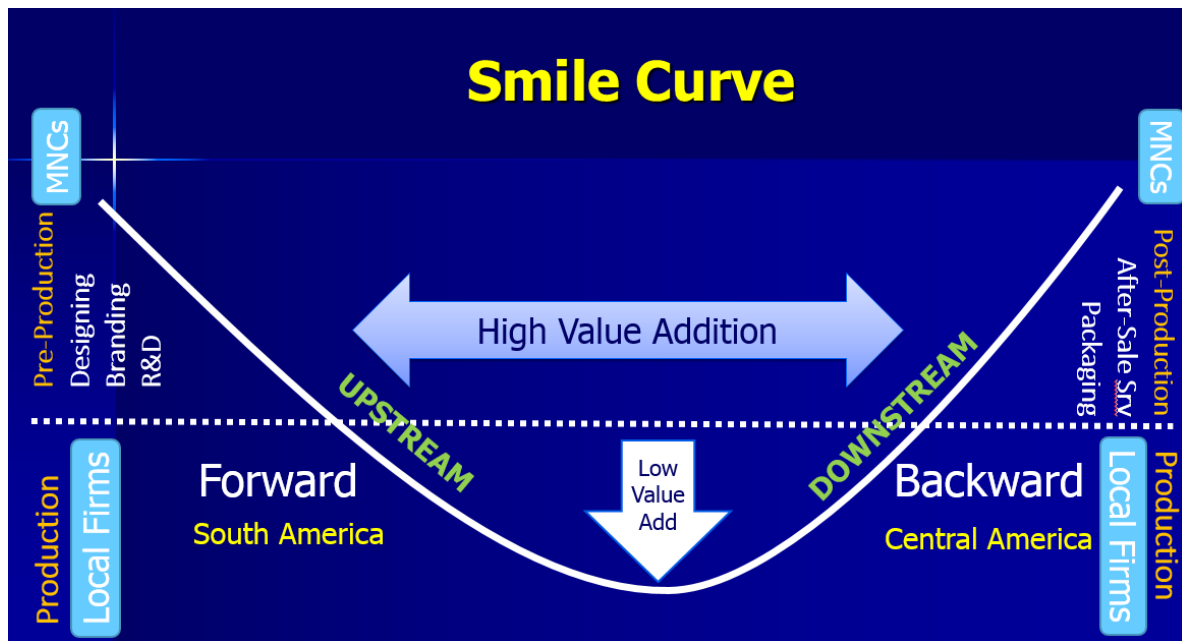 Smile Curve
MNCs
Pre-Production
Designing
Branding
R&D
MNCs
Post-Production
After-Sale Srv
Packaging
High Value Addition
UPSTREAM
DOWNSTREAM
Production
Local Firms
Forward
South America
Low
Value
Add
Backward
Central America
Local Firms
Production